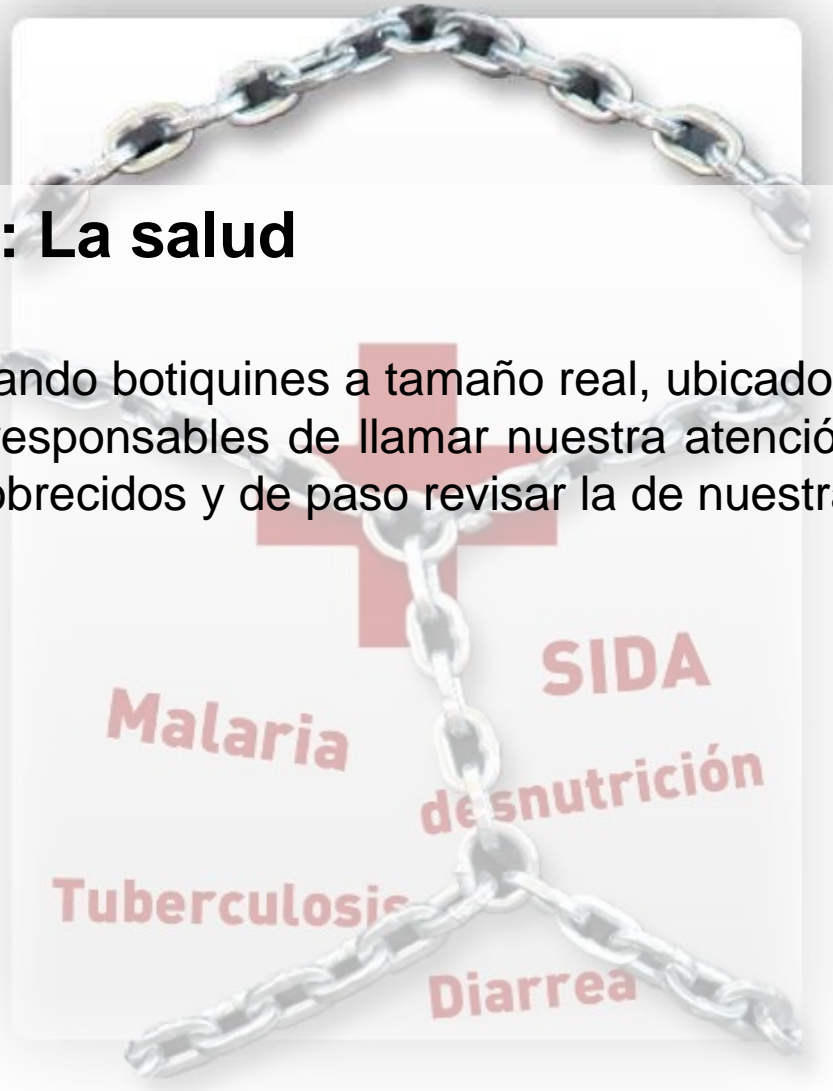 : La salud
ando botiquines a tamaño real, ubicado
responsables de llamar nuestra atenció
obrecidos y de paso revisar la de nuestra
SIDA
Malaria
desnutrición
Tuberculosis
Diarrea